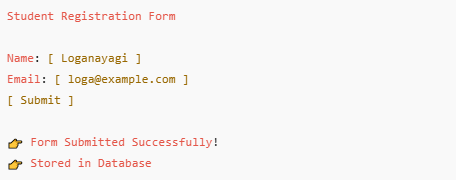 Student Registration Form
Name: [ Loganayagi ]
Email: [ loga@example.com ]
[ Submit ]
👉 Form Submitted Successfully!
👉 Stored in Database